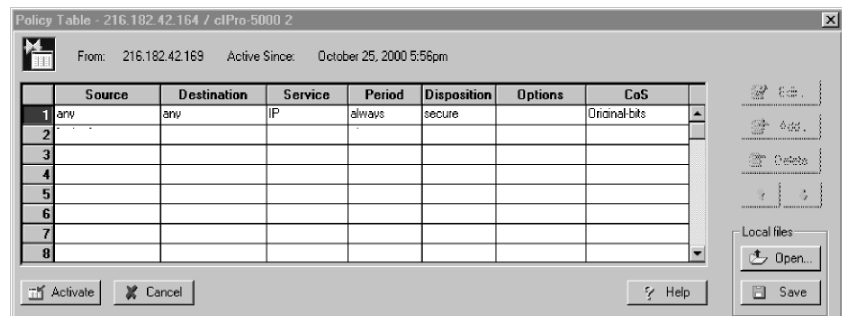 Policy Table - 216.182.42.164 / clPro-5000 2
From: 216.182.42.169 Active Since: October 25, 2000 5:56pm
Source Destination Service Period Disposition Options CoS
1 any any IP always secure Original-bits
2
3
4
5
6
7
8
Edit..
Add..
Delete
Local files
Open...
Save
Activate Cancel Help